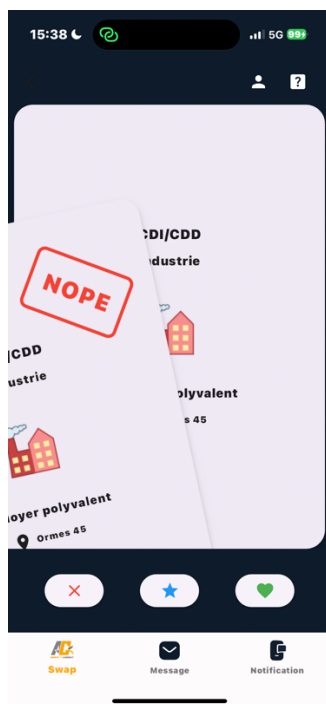 15:38
5G 99+
?
CDI/CDD
ndustrie
olyvalent
s 45
NOPE
/CDD
ustrie
oyer polyvalent
Ormes 45
Swap
Message
Notification